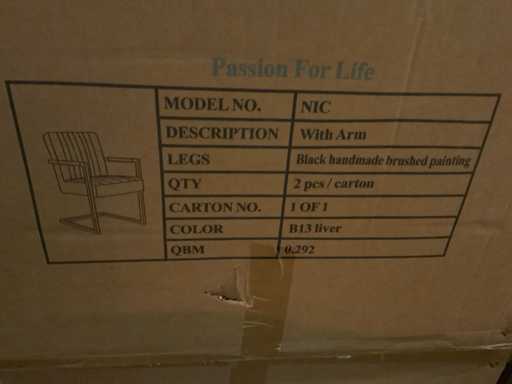 Passion For Life
MODEL NO. NIC
DESCRIPTION With Arm
LEGS Black handmade brushed painting
QTY 2 pcs / carton
CARTON NO. 1 OF 1
COLOR B13 liver
QBM 0.292